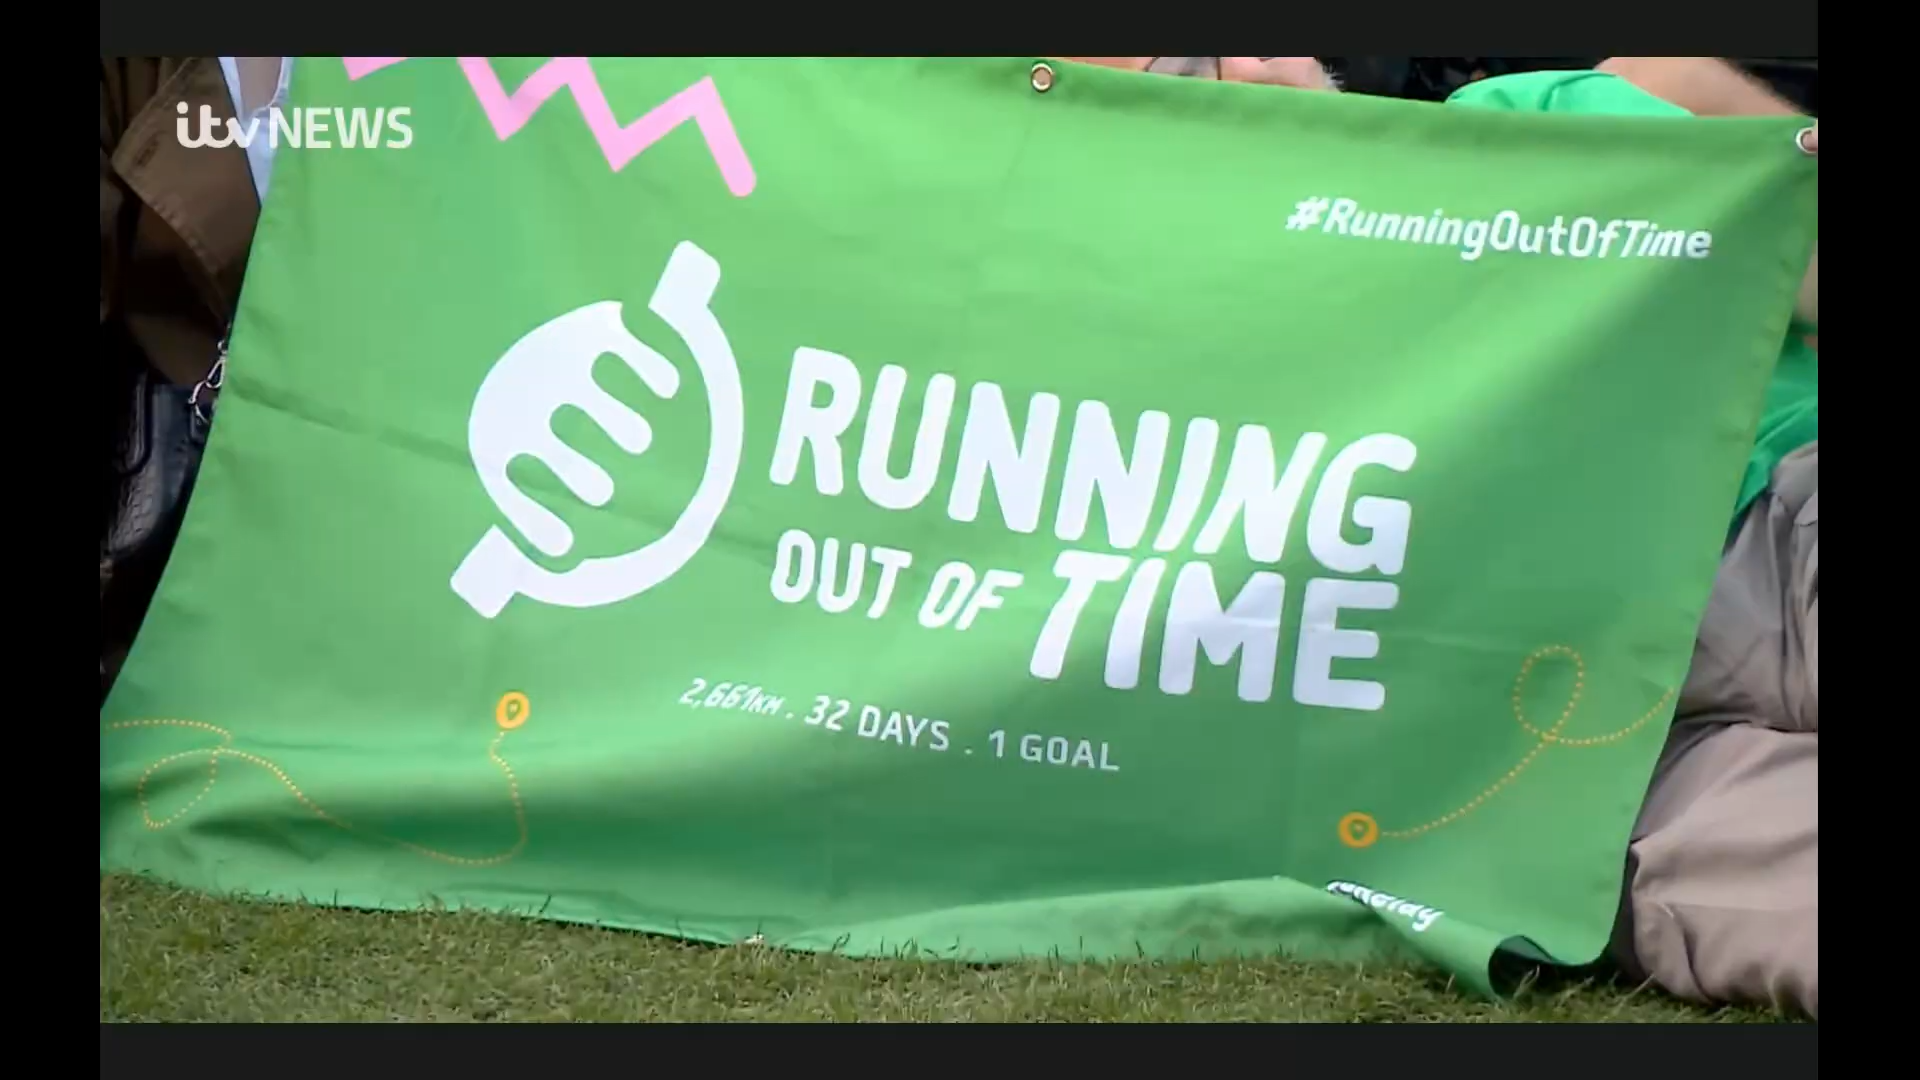 itv NEWS
#RunningOutOfTime
RUNNING
OUT OF TIME
2,661KM . 32 DAYS . 1 GOAL